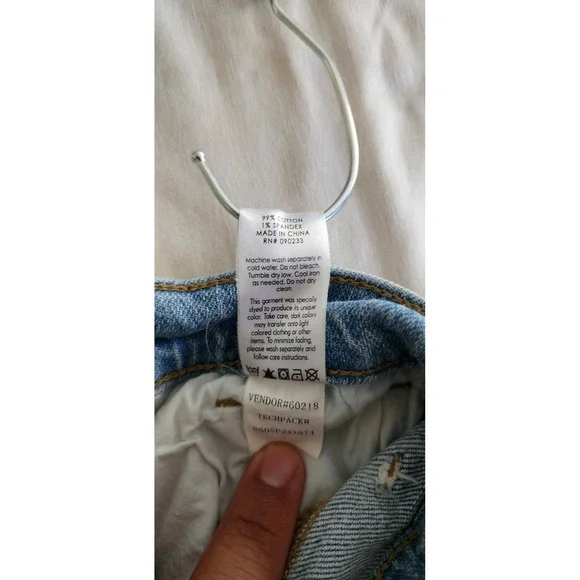 99% COTTON
1% SPANDEX
MADE IN CHINA
RN# 090233
Machine wash separately in
cold water. Do not bleach.
Tumble dry low. Cool iron
as needed. Do not dry
clean.
This garment was specially
dyed to produce its unique
color. Take care, dark colors
may transfer onto light
colored clothing or other
items. To minimize fading,
please wash separately and
follow care instructions.
VENDOR#60218
TECHPACK#